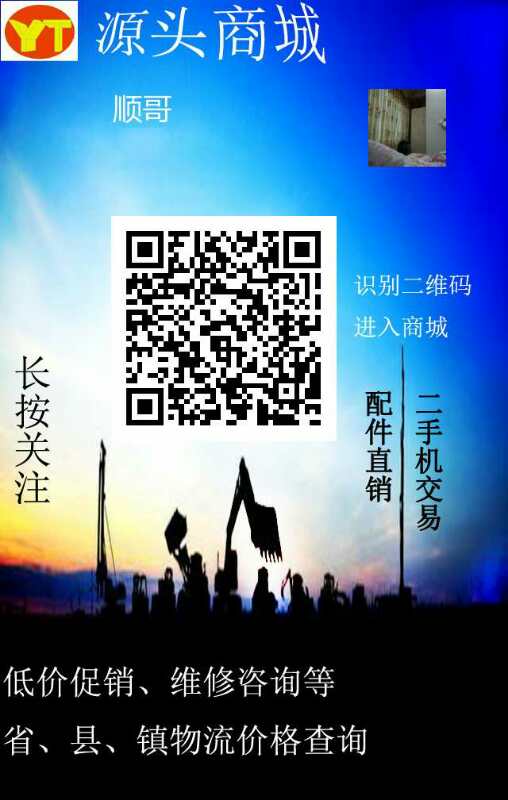 YT
源头商城
顺哥
识别二维码
进入商城
长按关注
配件直销
二手机交易
低价促销、维修咨询等
省、县、镇物流价格查询